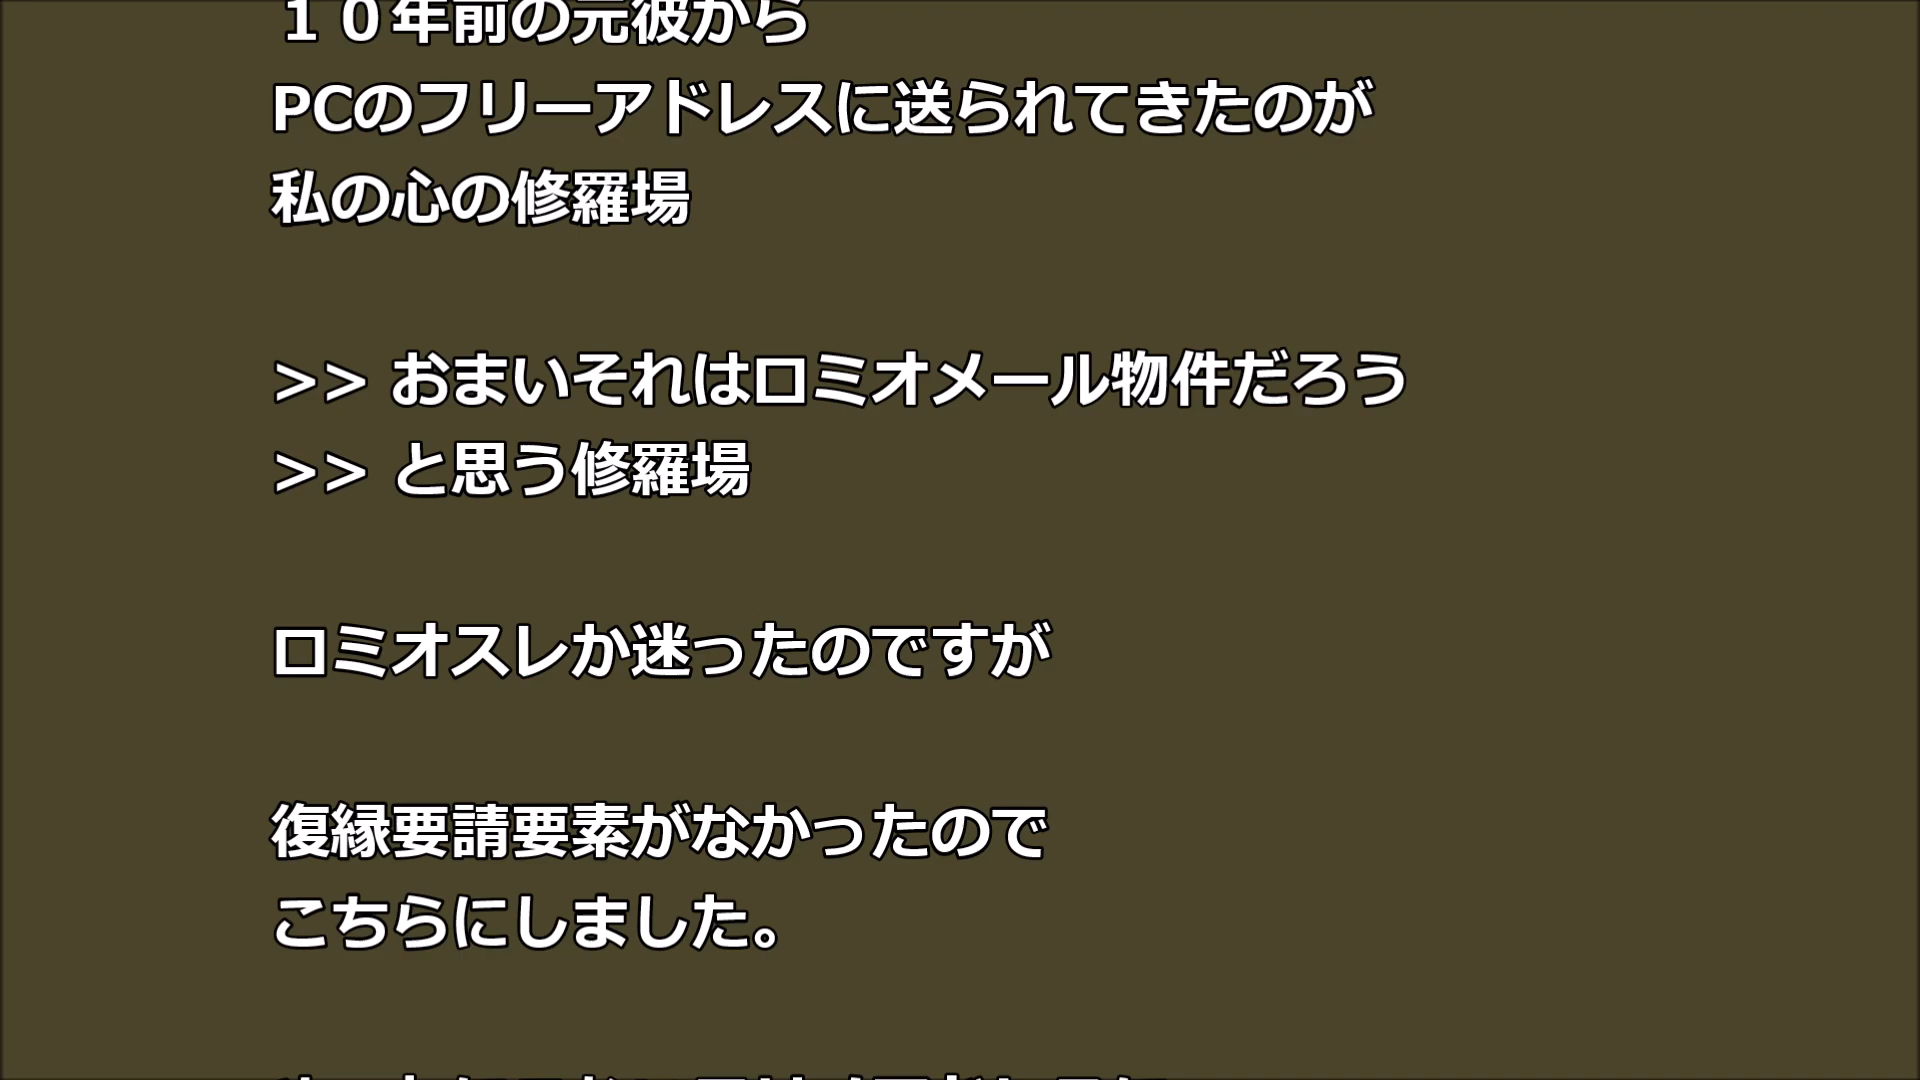 １０年前の元彼から
PCのフリーアドレスに送られてきたのが
私の心の修羅場
>> おまいそれはロミオメール物件だろう
>> と思う修羅場
ロミオスレか迷ったのですが
復縁要請要素がなかったので
こちらにしました。